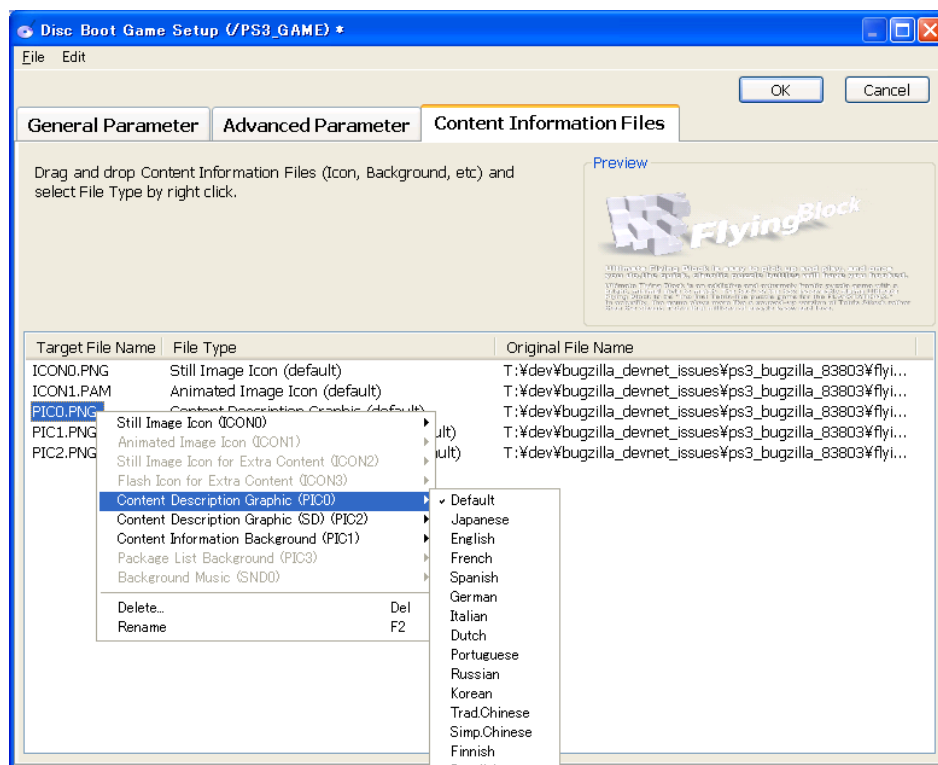 Disc Boot Game Setup (/PS3_GAME) *
File Edit
OK Cancel
General Parameter Advanced Parameter Content Information Files
Drag and drop Content Information Files (Icon, Background, etc) and
select File Type by right click.
Preview
FlyingBlock
Target File Name File Type Original File Name
ICON0.PNG Still Image Icon (default) T:¥dev¥bugzilla_devnet_issues¥ps3_bugzilla_83803¥flyi...
ICON1.PAM Animated Image Icon (default) T:¥dev¥bugzilla_devnet_issues¥ps3_bugzilla_83803¥flyi...
PIC0.PNG Content Description Graphic (default) T:¥dev¥bugzilla_devnet_issues¥ps3_bugzilla_83803¥flyi...
PIC1.PNG ult) T:¥dev¥bugzilla_devnet_issues¥ps3_bugzilla_83803¥flyi...
PIC2.PNG ult) T:¥dev¥bugzilla_devnet_issues¥ps3_bugzilla_83803¥flyi...
Still Image Icon (ICON0)
Animated Image Icon (ICON1)
Still Image Icon for Extra Content (ICON2)
Flash Icon for Extra Content (ICON3)
Content Description Graphic (PIC0)
Content Description Graphic (SD) (PIC2)
Content Information Background (PIC1)
Package List Background (PIC3)
Background Music (SND0)
Delete... Del
Rename F2
Default
Japanese
English
French
Spanish
German
Italian
Dutch
Portuguese
Russian
Korean
Trad.Chinese
Simp.Chinese
Finnish